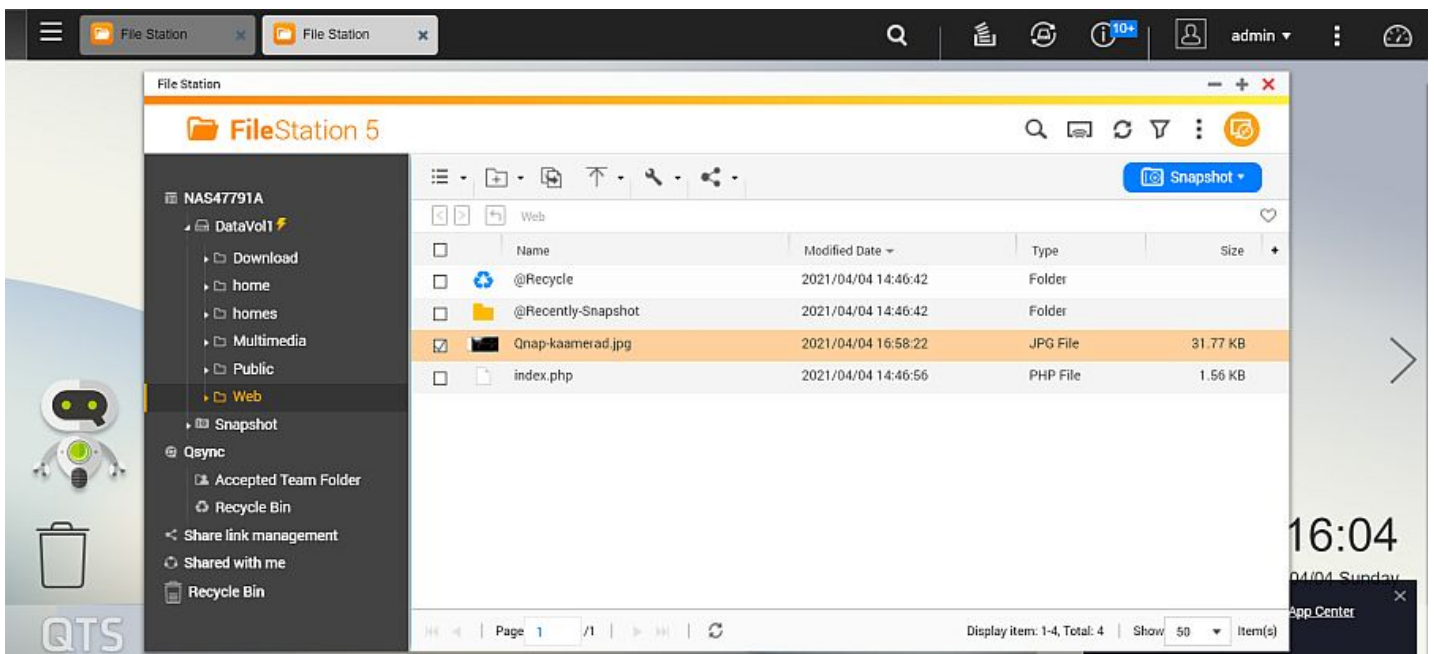 File Station File Station 10+ admin
File Station
FileStation 5
Snapshot
NAS47791A
DataVol1
Download
home
homes
Multimedia
Public
Web
Snapshot
Qsync
Accepted Team Folder
Recycle Bin
Share link management
Shared with me
Recycle Bin
Web
Name Modified Date Type Size
@Recycle 2021/04/04 14:46:42 Folder
@Recently-Snapshot 2021/04/04 14:46:42 Folder
Qnap-kaamerad.jpg 2021/04/04 16:58:22 JPG File 31.77 KB
index.php 2021/04/04 14:46:56 PHP File 1.56 KB
Page 1 /1 Display item: 1-4, Total: 4 Show 50 Item(s)
16:04
04/04 Sunday
App Center
QTS